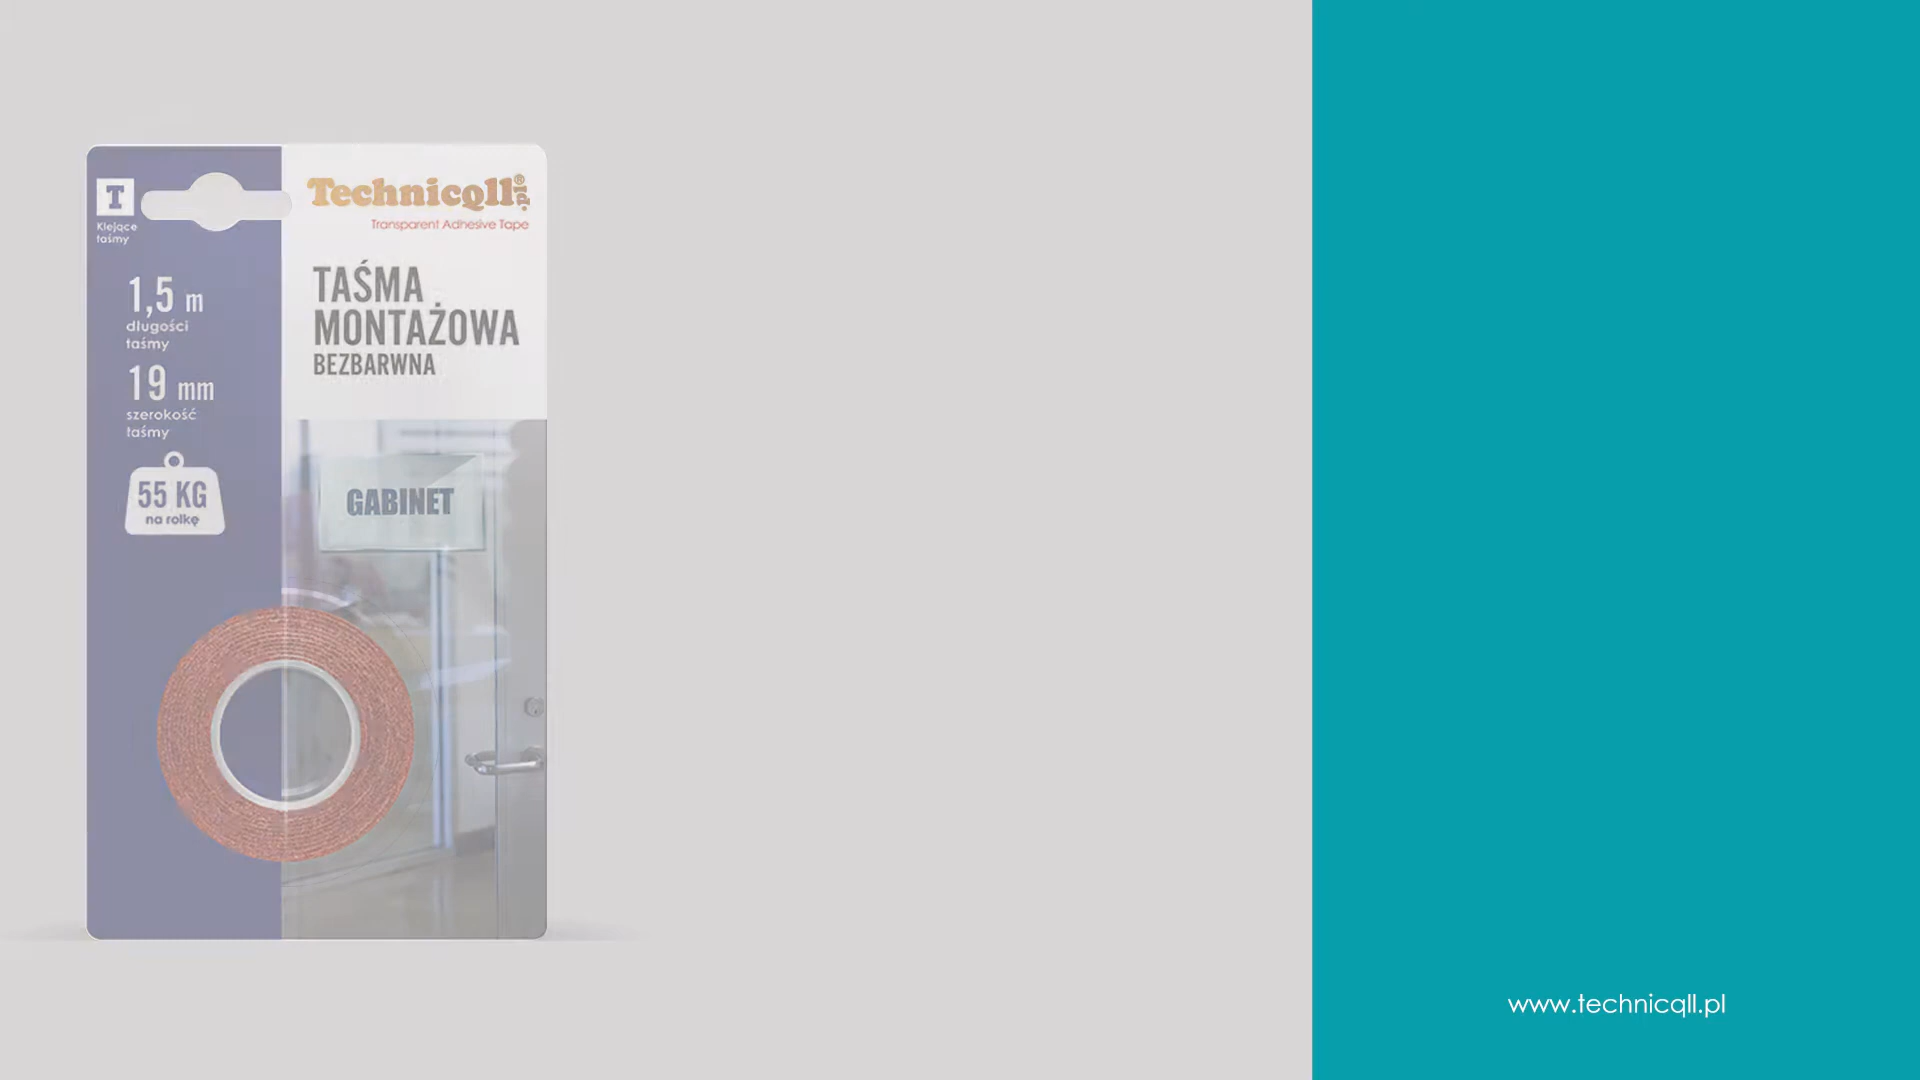 T
Klejące
taśmy
Technicqll®.pl
Transparent Adhesive Tape
TAŚMA
MONTAŻOWA
BEZBARWNA
1,5 m
długości
taśmy
19 mm
szerokość
taśmy
55 KG
na rolkę
GABINET
www.technicqll.pl